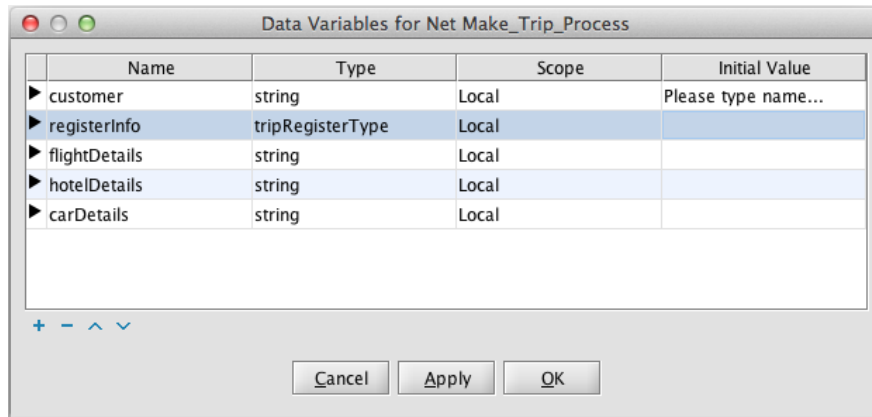 Data Variables for Net Make_Trip_Process
Name Type Scope Initial Value
customer string Local Please type name...
registerInfo tripRegisterType Local
flightDetails string Local
hotelDetails string Local
carDetails string Local
Cancel Apply OK